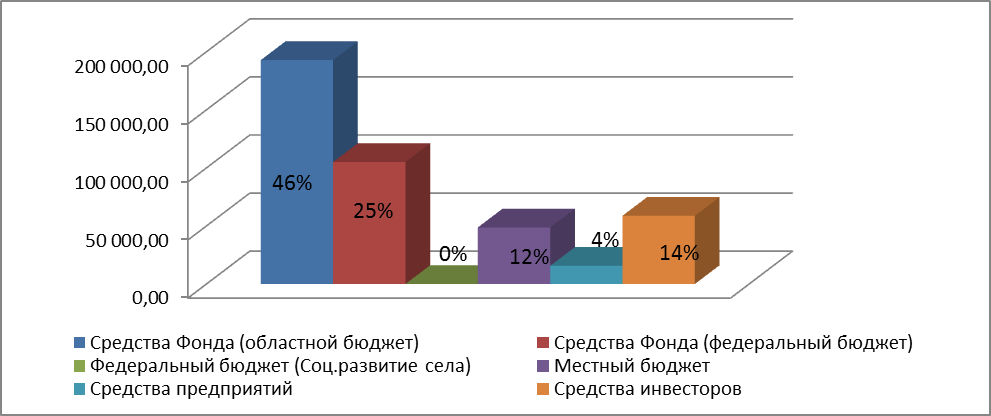 200 000,00
150 000,00
100 000,00
50 000,00
0,00
46%
25%
0%
12%
4%
14%
Средства Фонда (областной бюджет)
Средства Фонда (федеральный бюджет)
Федеральный бюджет (Соц.развитие села)
Местный бюджет
Средства предприятий
Средства инвесторов